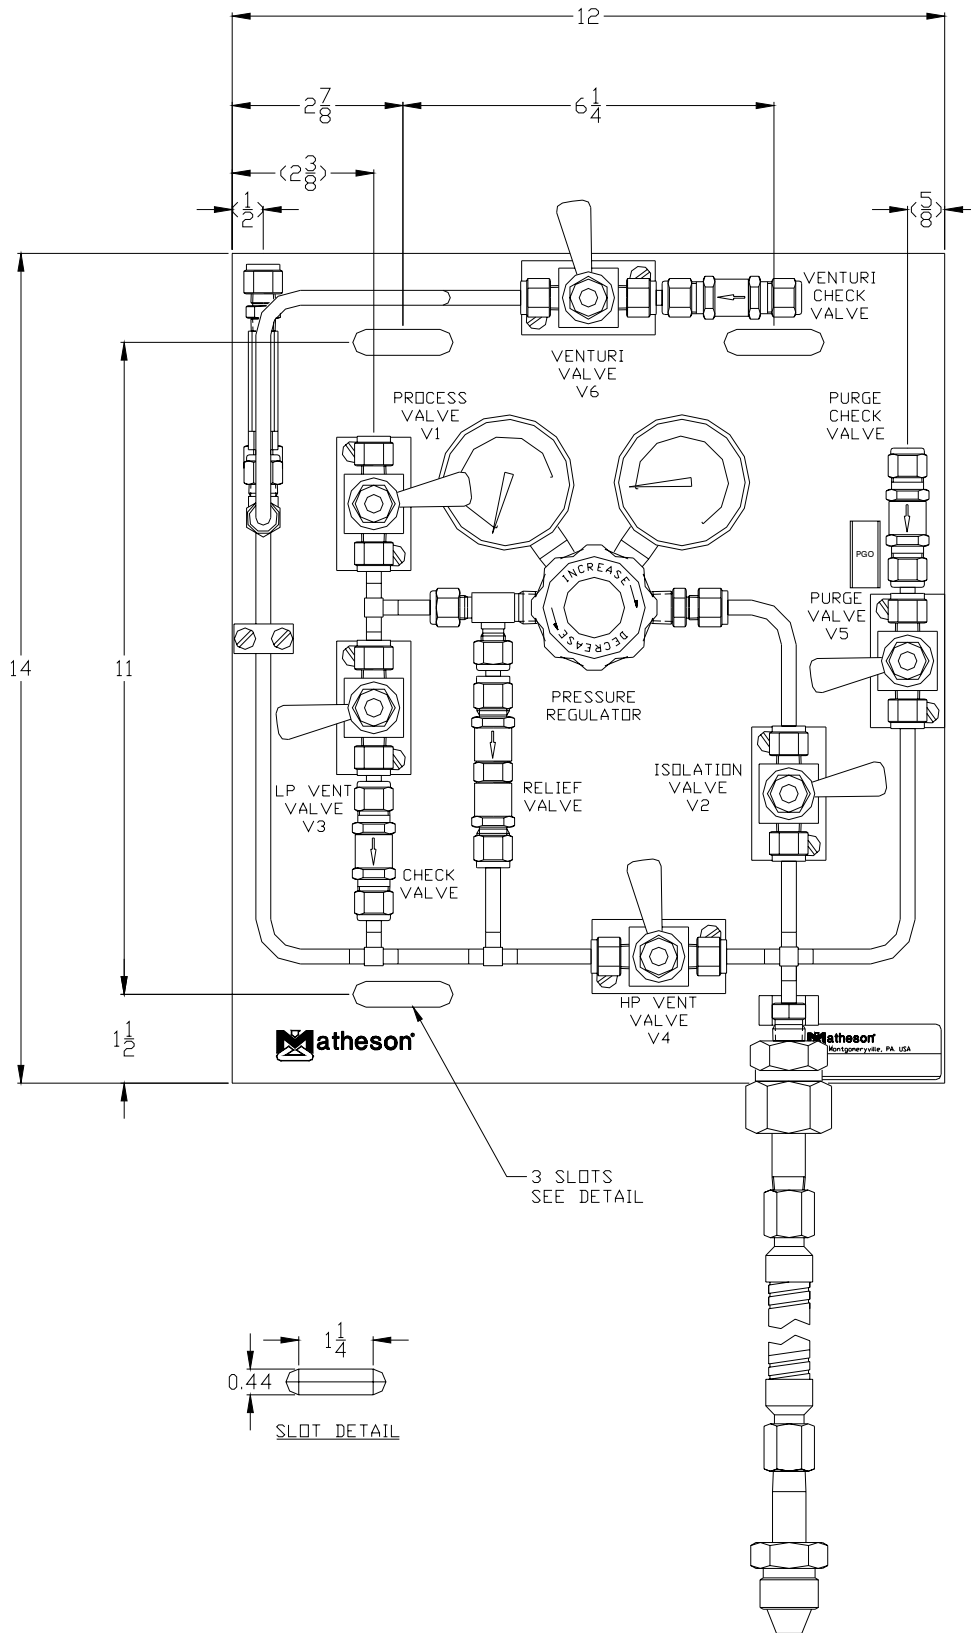 12
2 7/8
6 1/4
(2 3/8)
1/2
(5/8)
VENTURI
CHECK
VALVE
VENTURI
VALVE
V6
PROCESS
VALVE
V1
PURGE
CHECK
VALVE
PGO
INCREASE
DECREASE
PURGE
VALVE
V5
14
11
PRESSURE
REGULATOR
ISOLATION
VALVE
V2
LP VENT
VALVE
V3
RELIEF
VALVE
CHECK
VALVE
HP VENT
VALVE
V4
1 1/2
Matheson
Matheson
Montgomeryville, PA USA
3 SLOTS
SEE DETAIL
1 1/4
0.44
SLOT DETAIL